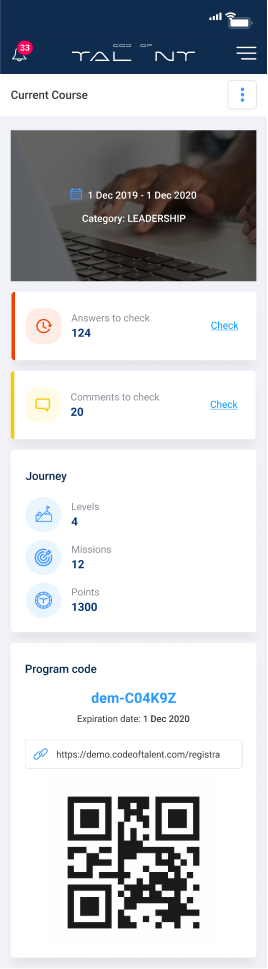 33
CODE OF
TALENT
Current Course
1 Dec 2019 - 1 Dec 2020
Category: LEADERSHIP
Answers to check
124
Check
Comments to check
20
Check
Journey
Levels
4
Missions
12
Points
1300
Program code
dem-C04K9Z
Expiration date: 1 Dec 2020
https://demo.codeoftalent.com/registra